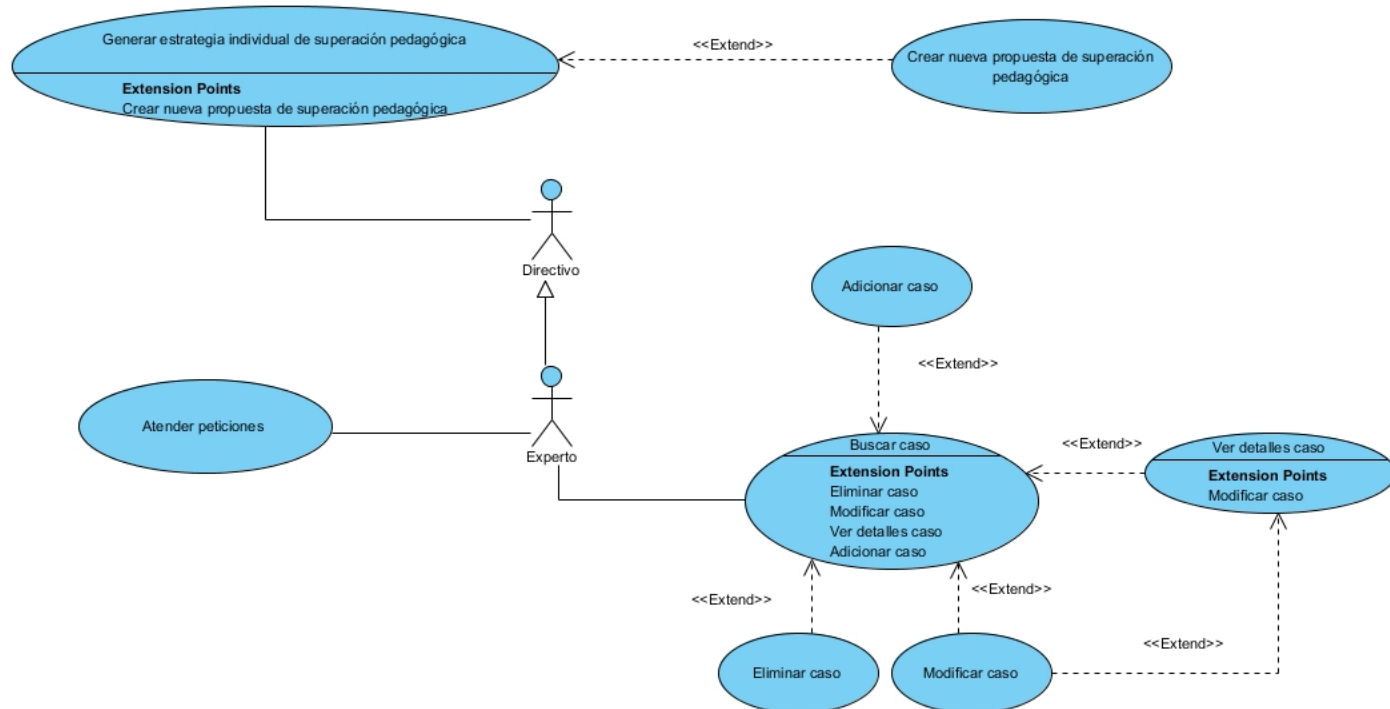 Generar estrategia individual de superación pedagógica
Extension Points
Crear nueva propuesta de superación pedagógica
<<Extend>>
Crear nueva propuesta de superación
pedagógica
Directivo
Adicionar caso
<<Extend>>
Atender peticiones
Experto
Buscar caso
Extension Points
Eliminar caso
Modificar caso
Ver detalles caso
Adicionar caso
<<Extend>>
Ver detalles caso
Extension Points
Modificar caso
<<Extend>>
<<Extend>>
<<Extend>>
Eliminar caso
Modificar caso